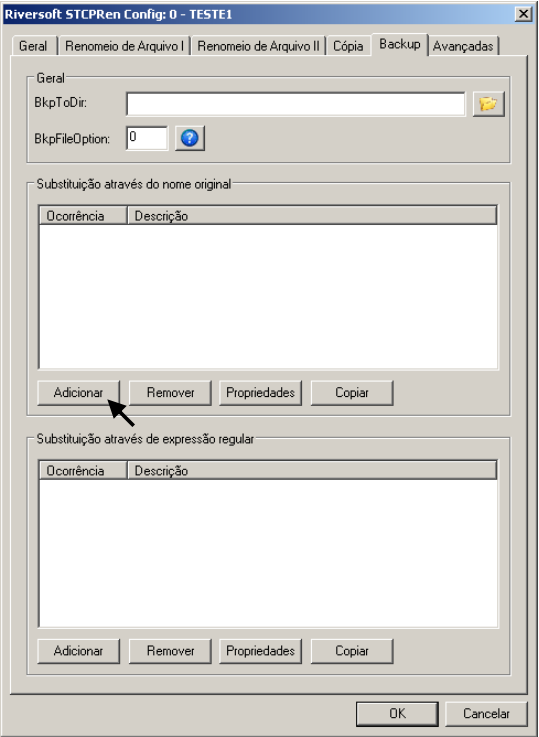 Riversoft STCPRen Config: 0 - TESTE1
Geral Renomeio de Arquivo I Renomeio de Arquivo II Cópia Backup Avançadas
Geral
BkpToDir:
BkpFileOption: 0
Substituição através do nome original
Ocorrência Descrição
Adicionar Remover Propriedades Copiar
Substituição através de expressão regular
Ocorrência Descrição
Adicionar Remover Propriedades Copiar
OK Cancelar